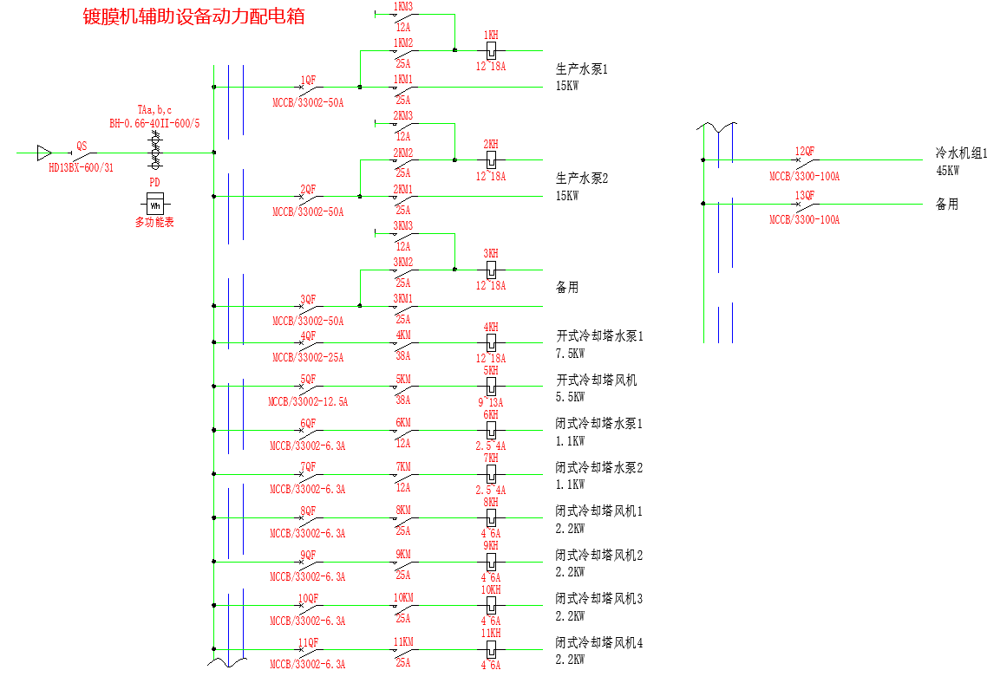 镀膜机辅助设备动力配电箱
TAa,b,c
BH-0.66-40II-600/5
QS
HD13BX-600/31
PD
Wh
多功能表
1KM3
12A
1KM2
25A
1KH
12~18A
1QF
MCCB/33002-50A
1KM1
25A
生产水泵1
15KW
2KM3
12A
2KM2
25A
2KH
12~18A
2QF
MCCB/33002-50A
2KM1
25A
生产水泵2
15KW
3KM3
12A
3KM2
25A
3KH
12~18A
3QF
MCCB/33002-50A
3KM1
25A
备用
4QF
MCCB/33002-25A
4KM
38A
4KH
12~18A
开式冷却塔水泵1
7.5KW
5QF
MCCB/33002-12.5A
5KM
38A
5KH
9~13A
开式冷却塔风机
5.5KW
6QF
MCCB/33002-6.3A
6KM
12A
6KH
2.5~4A
闭式冷却塔水泵1
1.1KW
7QF
MCCB/33002-6.3A
7KM
12A
7KH
2.5~4A
闭式冷却塔水泵2
1.1KW
8QF
MCCB/33002-6.3A
8KM
25A
8KH
4~6A
闭式冷却塔风机1
2.2KW
9QF
MCCB/33002-6.3A
9KM
25A
9KH
4~6A
闭式冷却塔风机2
2.2KW
10QF
MCCB/33002-6.3A
10KM
25A
10KH
4~6A
闭式冷却塔风机3
2.2KW
11QF
MCCB/33002-6.3A
11KM
25A
11KH
4~6A
闭式冷却塔风机4
2.2KW
12QF
MCCB/3300-100A
冷水机组1
45KW
13QF
MCCB/3300-100A
备用